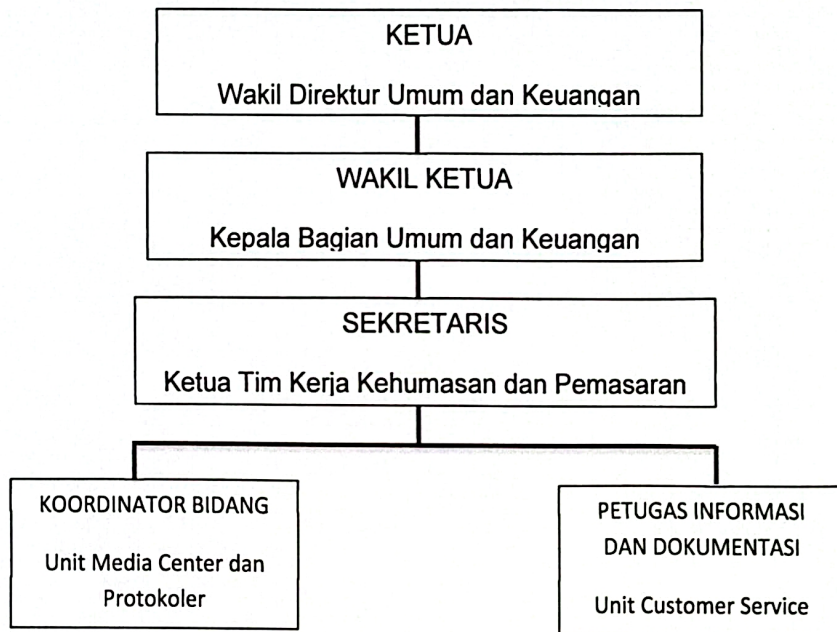 KETUA
Wakil Direktur Umum dan Keuangan
WAKIL KETUA
Kepala Bagian Umum dan Keuangan
SEKRETARIS
Ketua Tim Kerja Kehumasan dan Pemasaran
KOORDINATOR BIDANG
Unit Media Center dan
Protokoler
PETUGAS INFORMASI
DAN DOKUMENTASI
Unit Customer Service